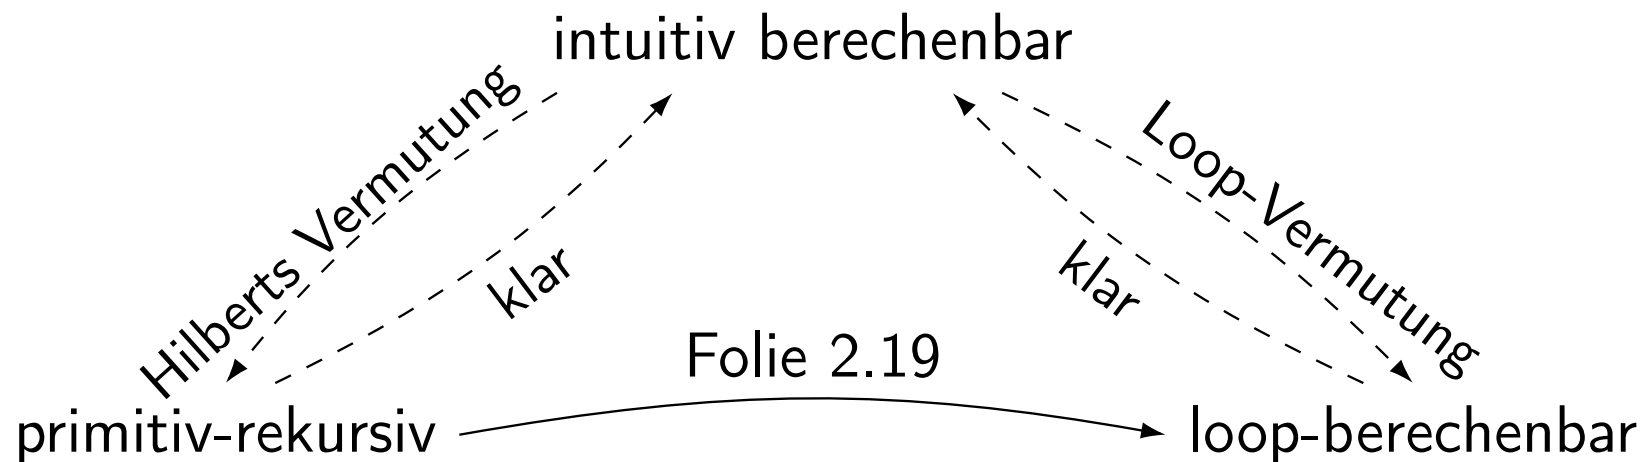 intuitiv berechenbar
Hilberts Vermutung
klar
klar
Loop-Vermutung
Folie 2.19
primitiv-rekursiv
loop-berechenbar